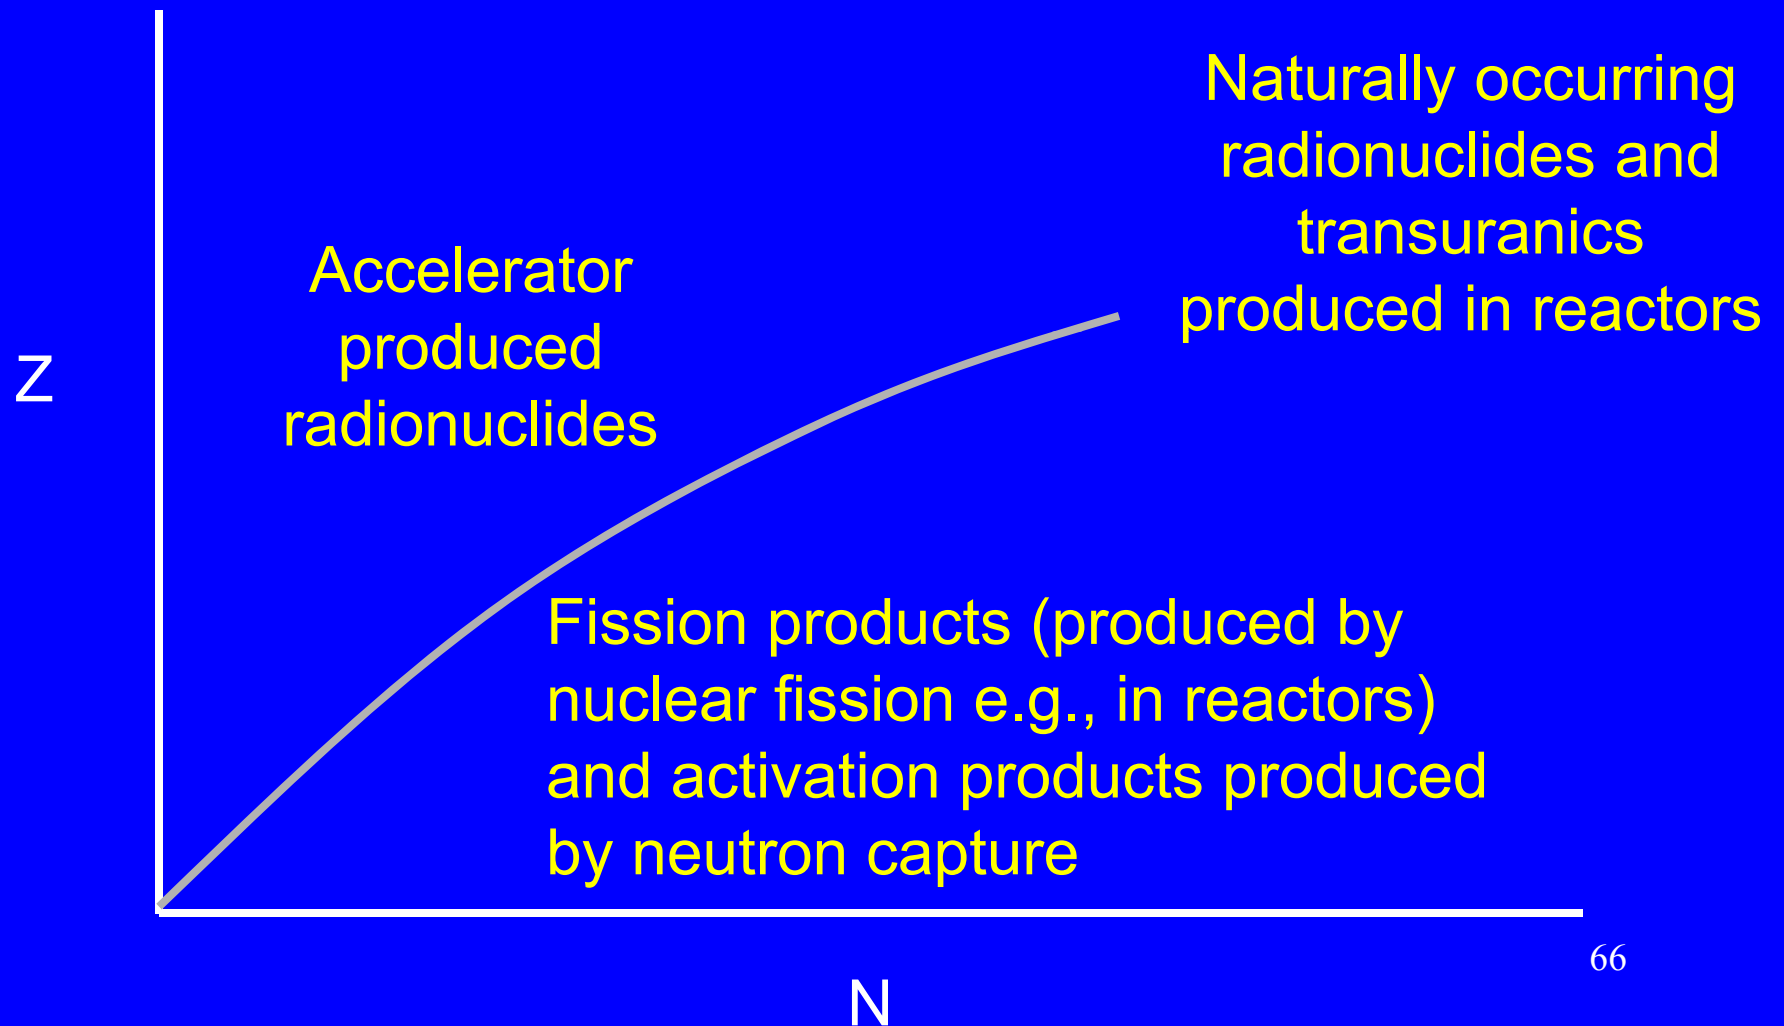 Naturally occurring
radionuclides and
transuranics
produced in reactors
Accelerator
produced
radionuclides
Z
Fission products (produced by
nuclear fission e.g., in reactors)
and activation products produced
by neutron capture
66
N